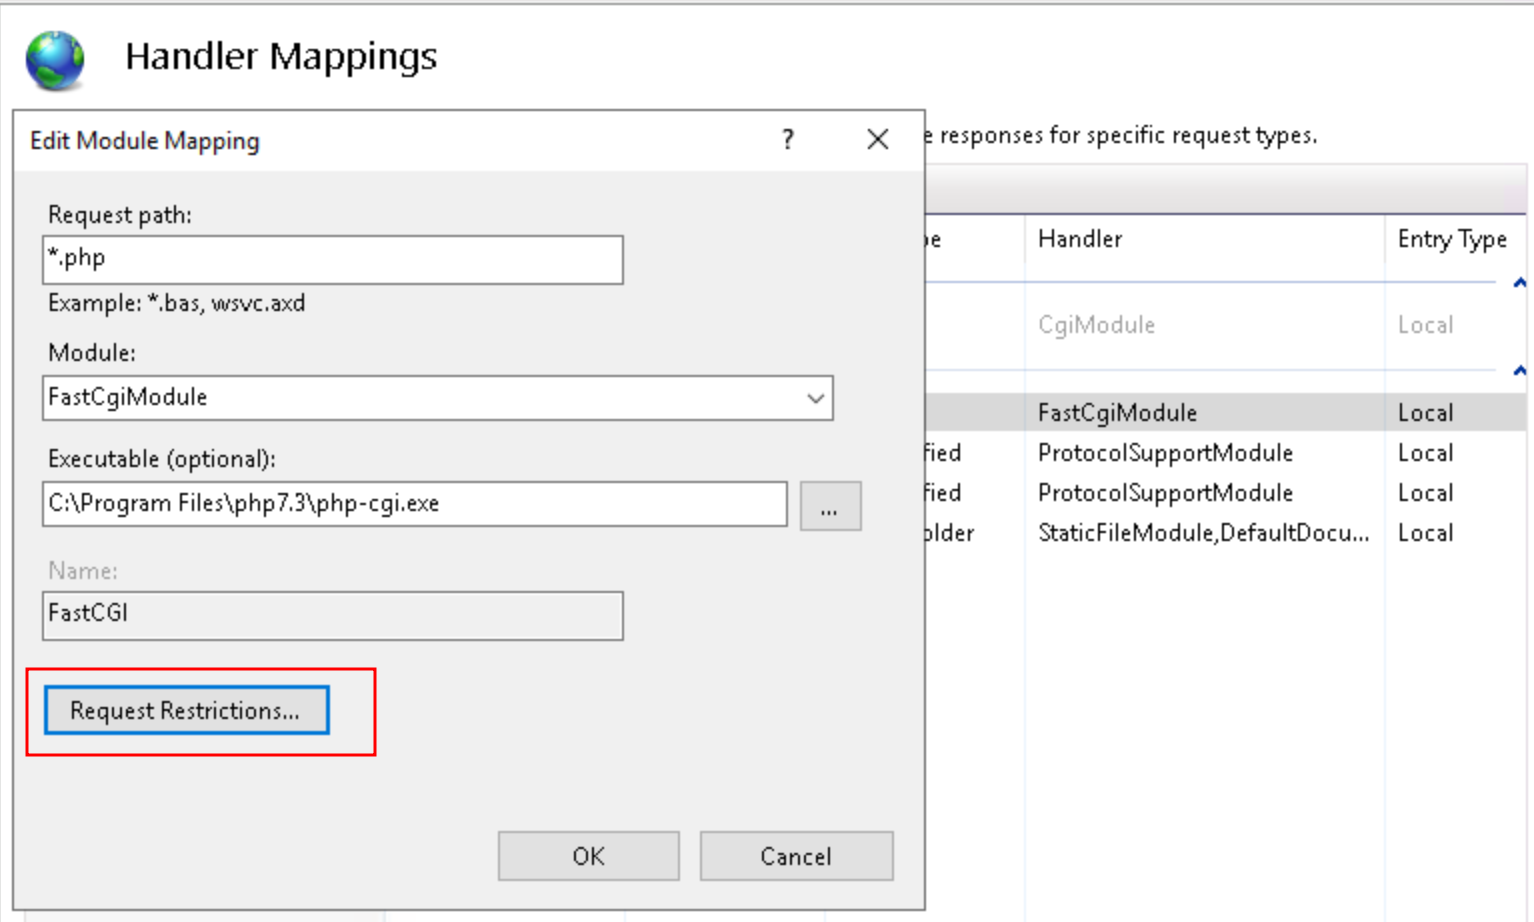 Handler Mappings
Edit Module Mapping ?
responses for specific request types.
Request path:
*.php
Example: *.bas, wsvc.axd
Module:
FastCgiModule
Executable (optional):
C:\Program Files\php7.3\php-cgi.exe
...
Name:
FastCGI
Request Restrictions...
OK Cancel
Handler Entry Type
CgiModule Local
FastCgiModule Local
fied ProtocolSupportModule Local
fied ProtocolSupportModule Local
older StaticFileModule,DefaultDocu... Local